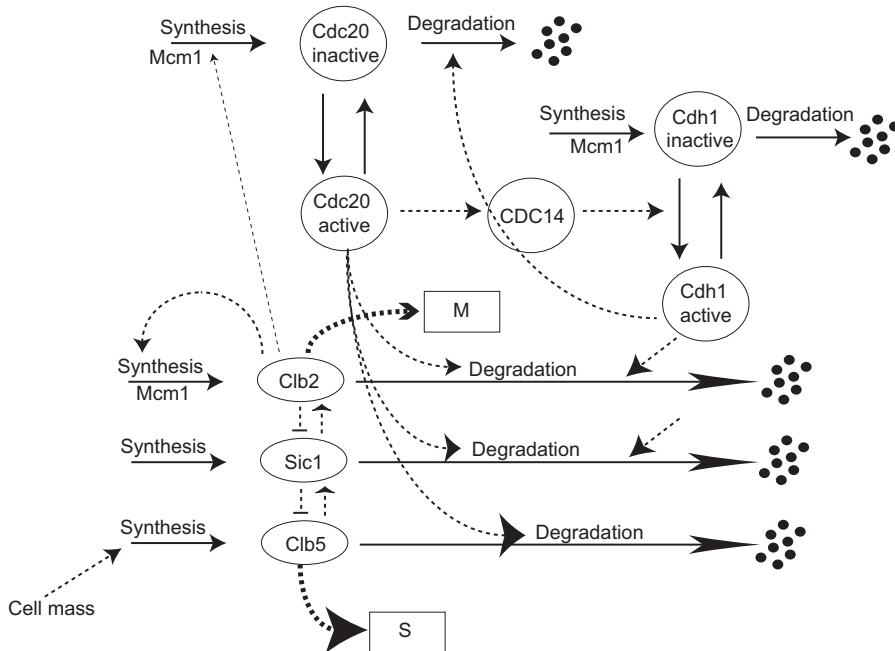 Synthesis
Mcm1
Cdc20
inactive
Degradation
Synthesis
Mcm1
Cdh1
inactive
Degradation
Cdc20
active
CDC14
Cdh1
active
M
Synthesis
Mcm1
Clb2
Degradation
Synthesis
Sic1
Degradation
Synthesis
Clb5
Degradation
Cell mass
S